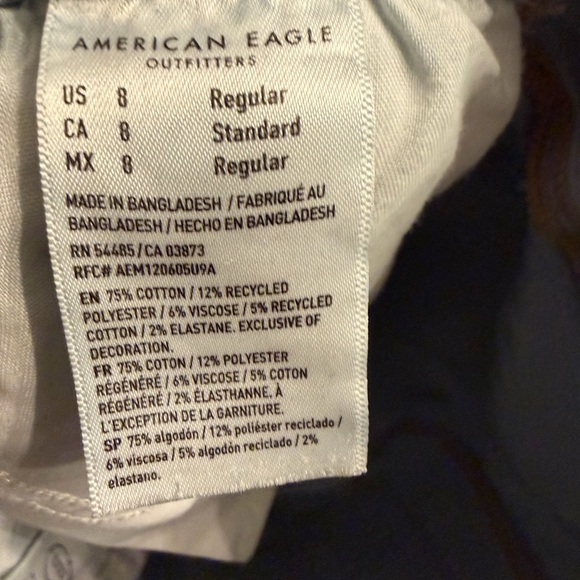 AMERICAN EAGLE
OUTFITTERS
US 8 Regular
CA 8 Standard
MX 8 Regular
MADE IN BANGLADESH / FABRIQUÉ AU
BANGLADESH / HECHO EN BANGLADESH
RN 54485 / CA 03873
RFC# AEM120605U9A
EN 75% COTTON / 12% RECYCLED
POLYESTER / 6% VISCOSE / 5% RECYCLED
COTTON / 2% ELASTANE. EXCLUSIVE OF
DECORATION.
FR 75% COTON / 12% POLYESTER
RÉGÉNÉRÉ / 6% VISCOSE / 5% COTON
RÉGÉNÉRÉ / 2% ÉLASTHANNE. À
L'EXCEPTION DE LA GARNITURE.
SP 75% algodón / 12% poliéster reciclado /
6% viscosa / 5% algodón reciclado / 2%
elastano.